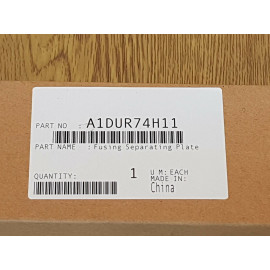 PART NO. : A1DUR74H11
PART NAME : Fusing Separating Plate
QUANTITY: 1 U M: EACH
MADE IN:
China